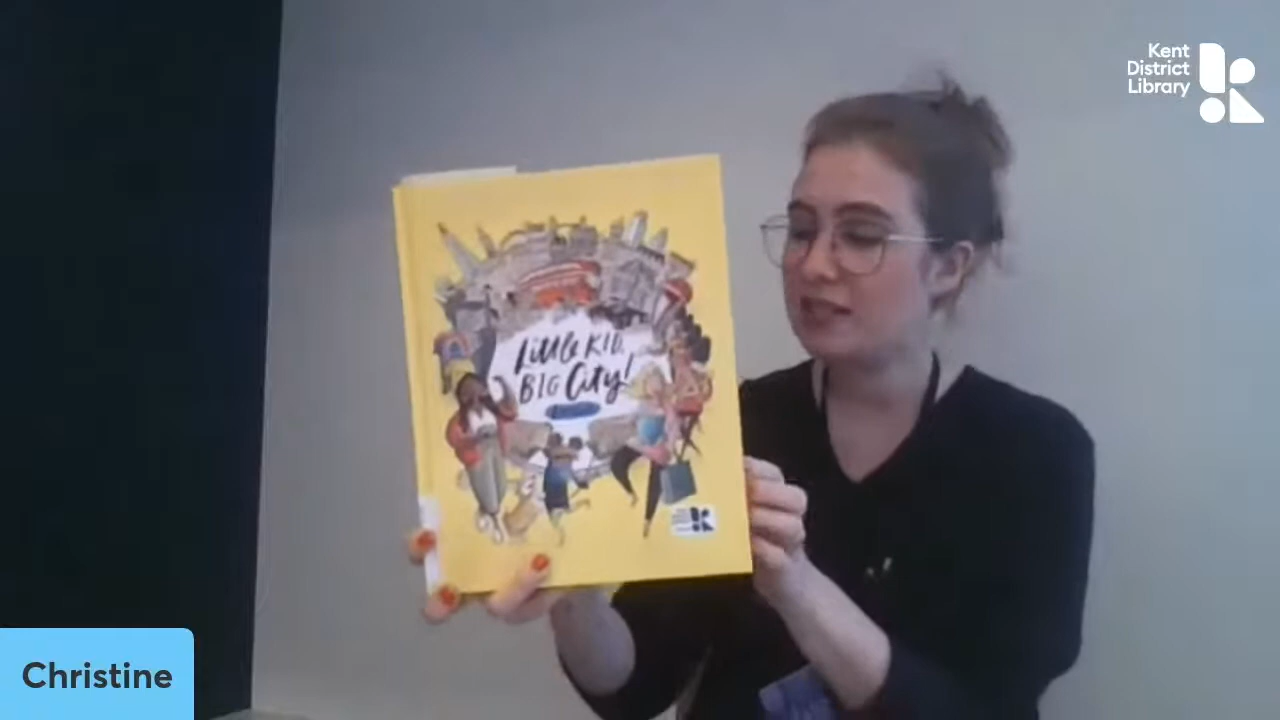 Kent
District
Library
Little KID,
BIG City!
Christine